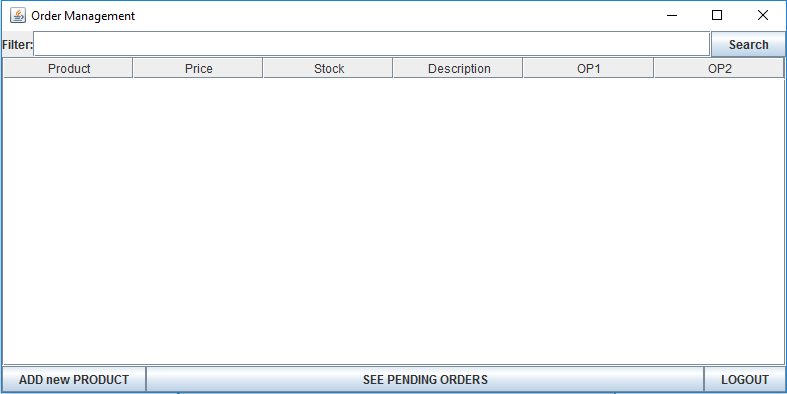 Order Management
Filter: Search
Product Price Stock Description OP1 OP2
ADD new PRODUCT SEE PENDING ORDERS LOGOUT